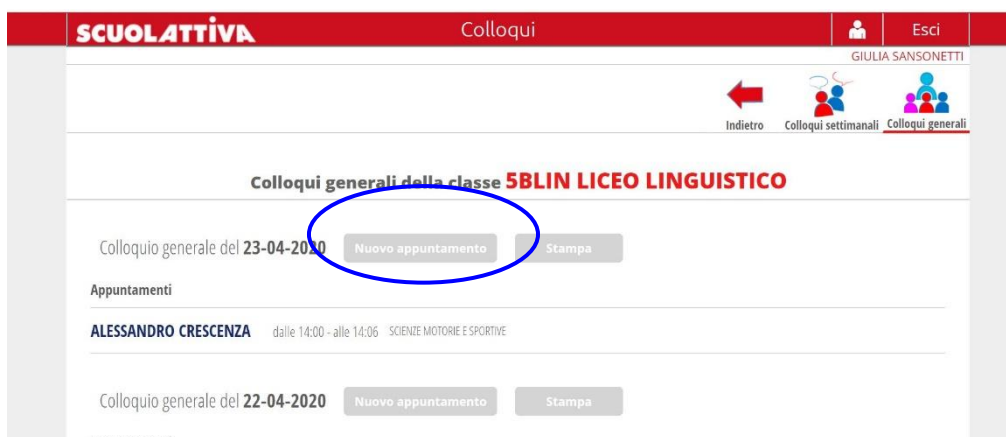 SCUOLATTIVA Colloqui Esci
GIULIA SANSONETTI
Indietro Colloqui settimanali Colloqui generali
Colloqui generali della classe 5BLIN LICEO LINGUISTICO
Colloquio generale del 23-04-2020 Nuovo appuntamento Stampa
Appuntamenti
ALESSANDRO CRESCENZA dalle 14:00 - alle 14:06 SCIENZE MOTORIE E SPORTIVE
Colloquio generale del 22-04-2020 Nuovo appuntamento Stampa